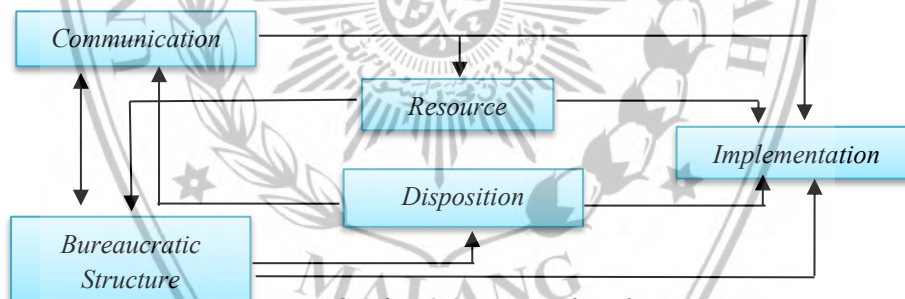 Communication
Resource
Implementation
Disposition
Bureaucratic
Structure
MALANG